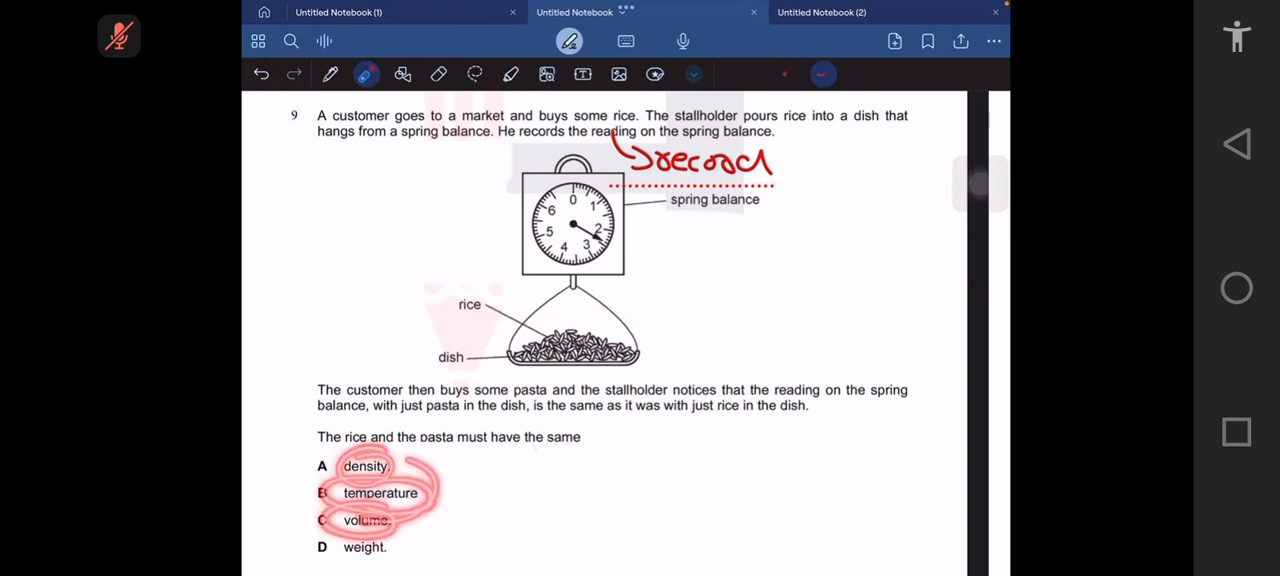 Untitled Notebook (1)
Untitled Notebook
Untitled Notebook (2)
9 A customer goes to a market and buys some rice. The stallholder pours rice into a dish that
hangs from a spring balance. He records the reading on the spring balance.
record
0
1
2
3
4
5
6
spring balance
rice
dish
The customer then buys some pasta and the stallholder notices that the reading on the spring
balance, with just pasta in the dish, is the same as it was with just rice in the dish.
The rice and the pasta must have the same
A density.
B temperature
C volume.
D weight.